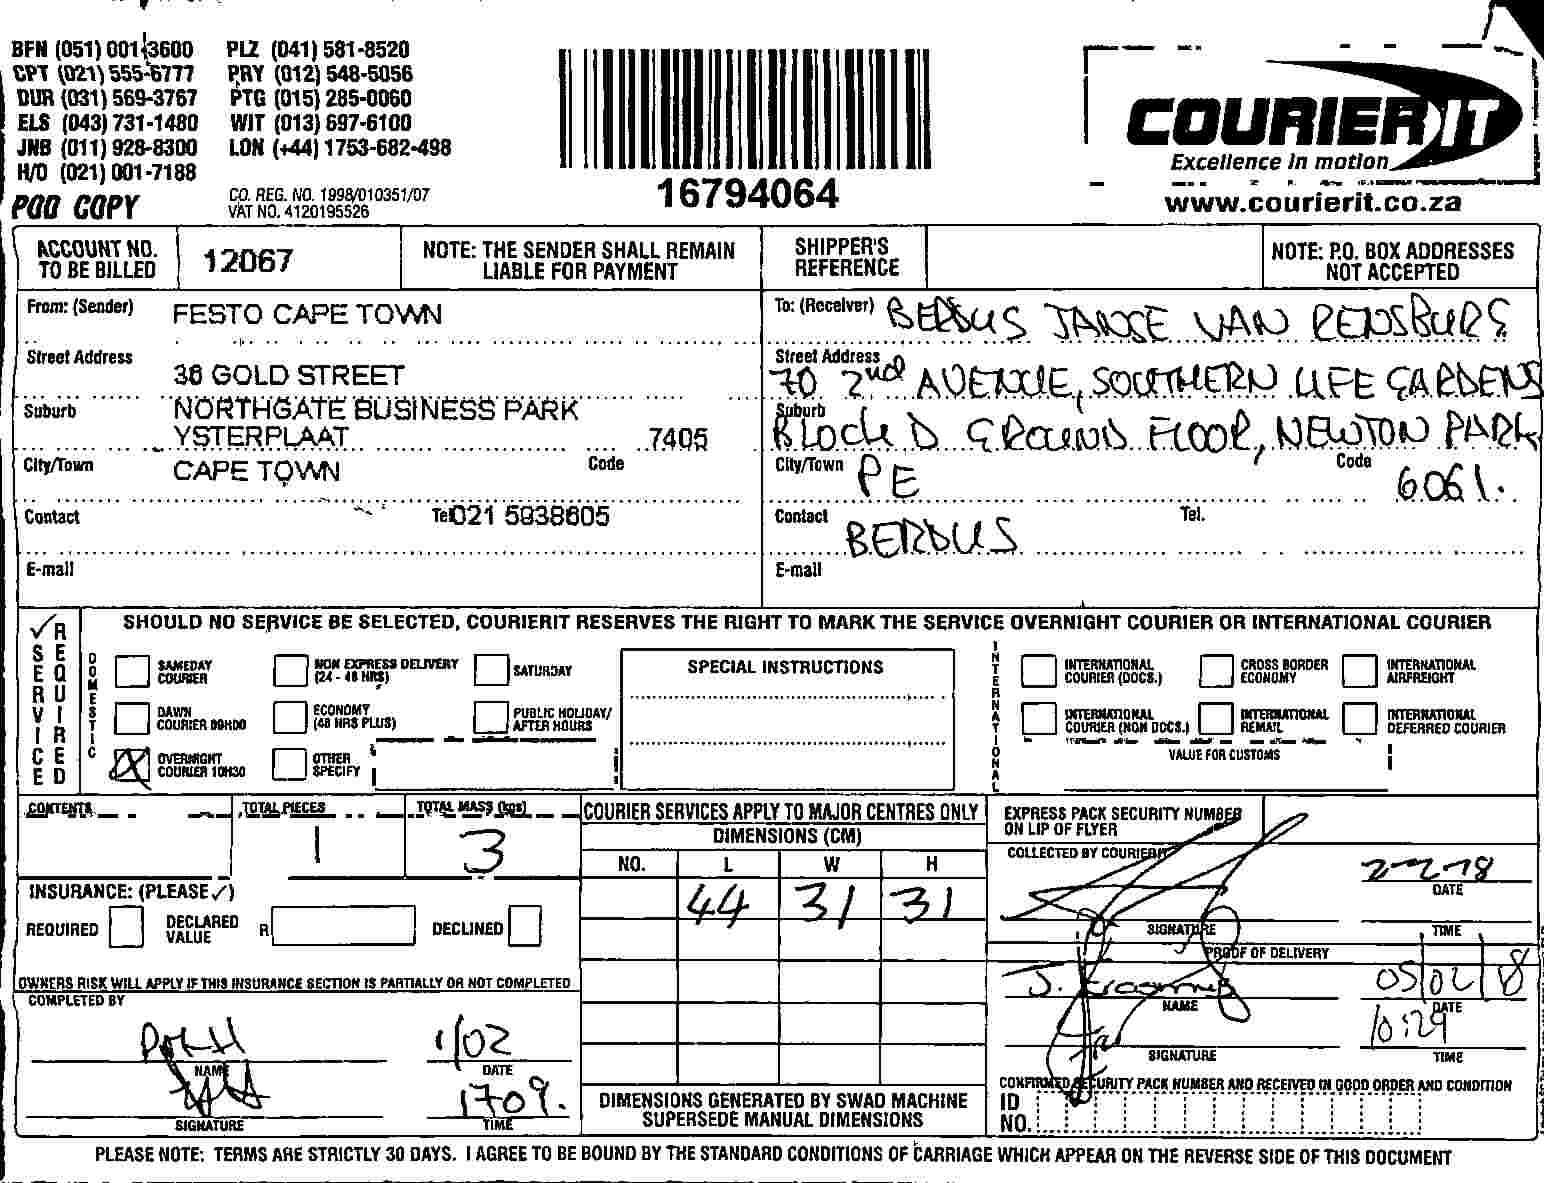 BFN (051) 001-3600 PLZ (041) 581-8520
CPT (021) 555-6777 PRY (012) 548-5056
DUR (031) 569-3767 PTG (015) 285-0060
ELS (043) 731-1480 WIT (013) 697-6100
JNB (011) 928-8300 LON (+44) 1753-682-498
H/O (021) 001-7188
POD COPY
CO. REG. NO. 1998/010351/07
VAT NO. 4120195526
16794064
COURIER IT
Excellence in motion
www.courierit.co.za
ACCOUNT NO. TO BE BILLED 12067
NOTE: THE SENDER SHALL REMAIN LIABLE FOR PAYMENT
SHIPPER'S REFERENCE
NOTE: P.O. BOX ADDRESSES NOT ACCEPTED
From: (Sender) FESTO CAPE TOWN
Street Address 36 GOLD STREET
Suburb NORTHGATE BUSINESS PARK
YSTERPLAAT 7405
City/Town CAPE TOWN Code
Contact Tel 021 5938605
E-mail
To: (Receiver) BERDUS JANSE VAN RENSBURG
Street Address 70 2nd AVENUE, SOUTHERN LIFE GARDENS
Suburb BLOCK D GROUND FLOOR, NEWTON PARK
City/Town PE Code 6061.
Contact BERDUS Tel.
E-mail
✓ SERVICE REQUIRED
SHOULD NO SERVICE BE SELECTED, COURIERIT RESERVES THE RIGHT TO MARK THE SERVICE OVERNIGHT COURIER OR INTERNATIONAL COURIER
DOMESTIC
SAMEDAY COURIER
NON EXPRESS DELIVERY (24 - 48 HRS)
SATURDAY
DAWN COURIER 09H00
ECONOMY (48 HRS PLUS)
PUBLIC HOLIDAY/ AFTER HOURS
X OVERNIGHT COURIER 10H30
OTHER SPECIFY
SPECIAL INSTRUCTIONS
INTERNATIONAL
INTERNATIONAL COURIER (DOCS.)
CROSS BORDER ECONOMY
INTERNATIONAL AIRFREIGHT
INTERNATIONAL COURIER (NON DOCS.)
INTERNATIONAL REMAIL
INTERNATIONAL DEFERRED COURIER
VALUE FOR CUSTOMS
CONTENTS
TOTAL PIECES 1
TOTAL MASS (kgs) 3
INSURANCE: (PLEASE ✓)
REQUIRED DECLARED VALUE R DECLINED
OWNERS RISK WILL APPLY IF THIS INSURANCE SECTION IS PARTIALLY OR NOT COMPLETED
COMPLETED BY
1/02
NAME DATE
1709.
SIGNATURE TIME
COURIER SERVICES APPLY TO MAJOR CENTRES ONLY
DIMENSIONS (CM)
NO. L W H
44 31 31
DIMENSIONS GENERATED BY SWAD MACHINE SUPERSEDE MANUAL DIMENSIONS
EXPRESS PACK SECURITY NUMBER ON LIP OF FLYER
COLLECTED BY COURIERIT
2-2-18
DATE
SIGNATURE TIME
PROOF OF DELIVERY
J. 05/02/18
NAME DATE
10:29
SIGNATURE TIME
CONFIRMED SECURITY PACK NUMBER AND RECEIVED IN GOOD ORDER AND CONDITION
ID NO.
PLEASE NOTE: TERMS ARE STRICTLY 30 DAYS. I AGREE TO BE BOUND BY THE STANDARD CONDITIONS OF CARRIAGE WHICH APPEAR ON THE REVERSE SIDE OF THIS DOCUMENT